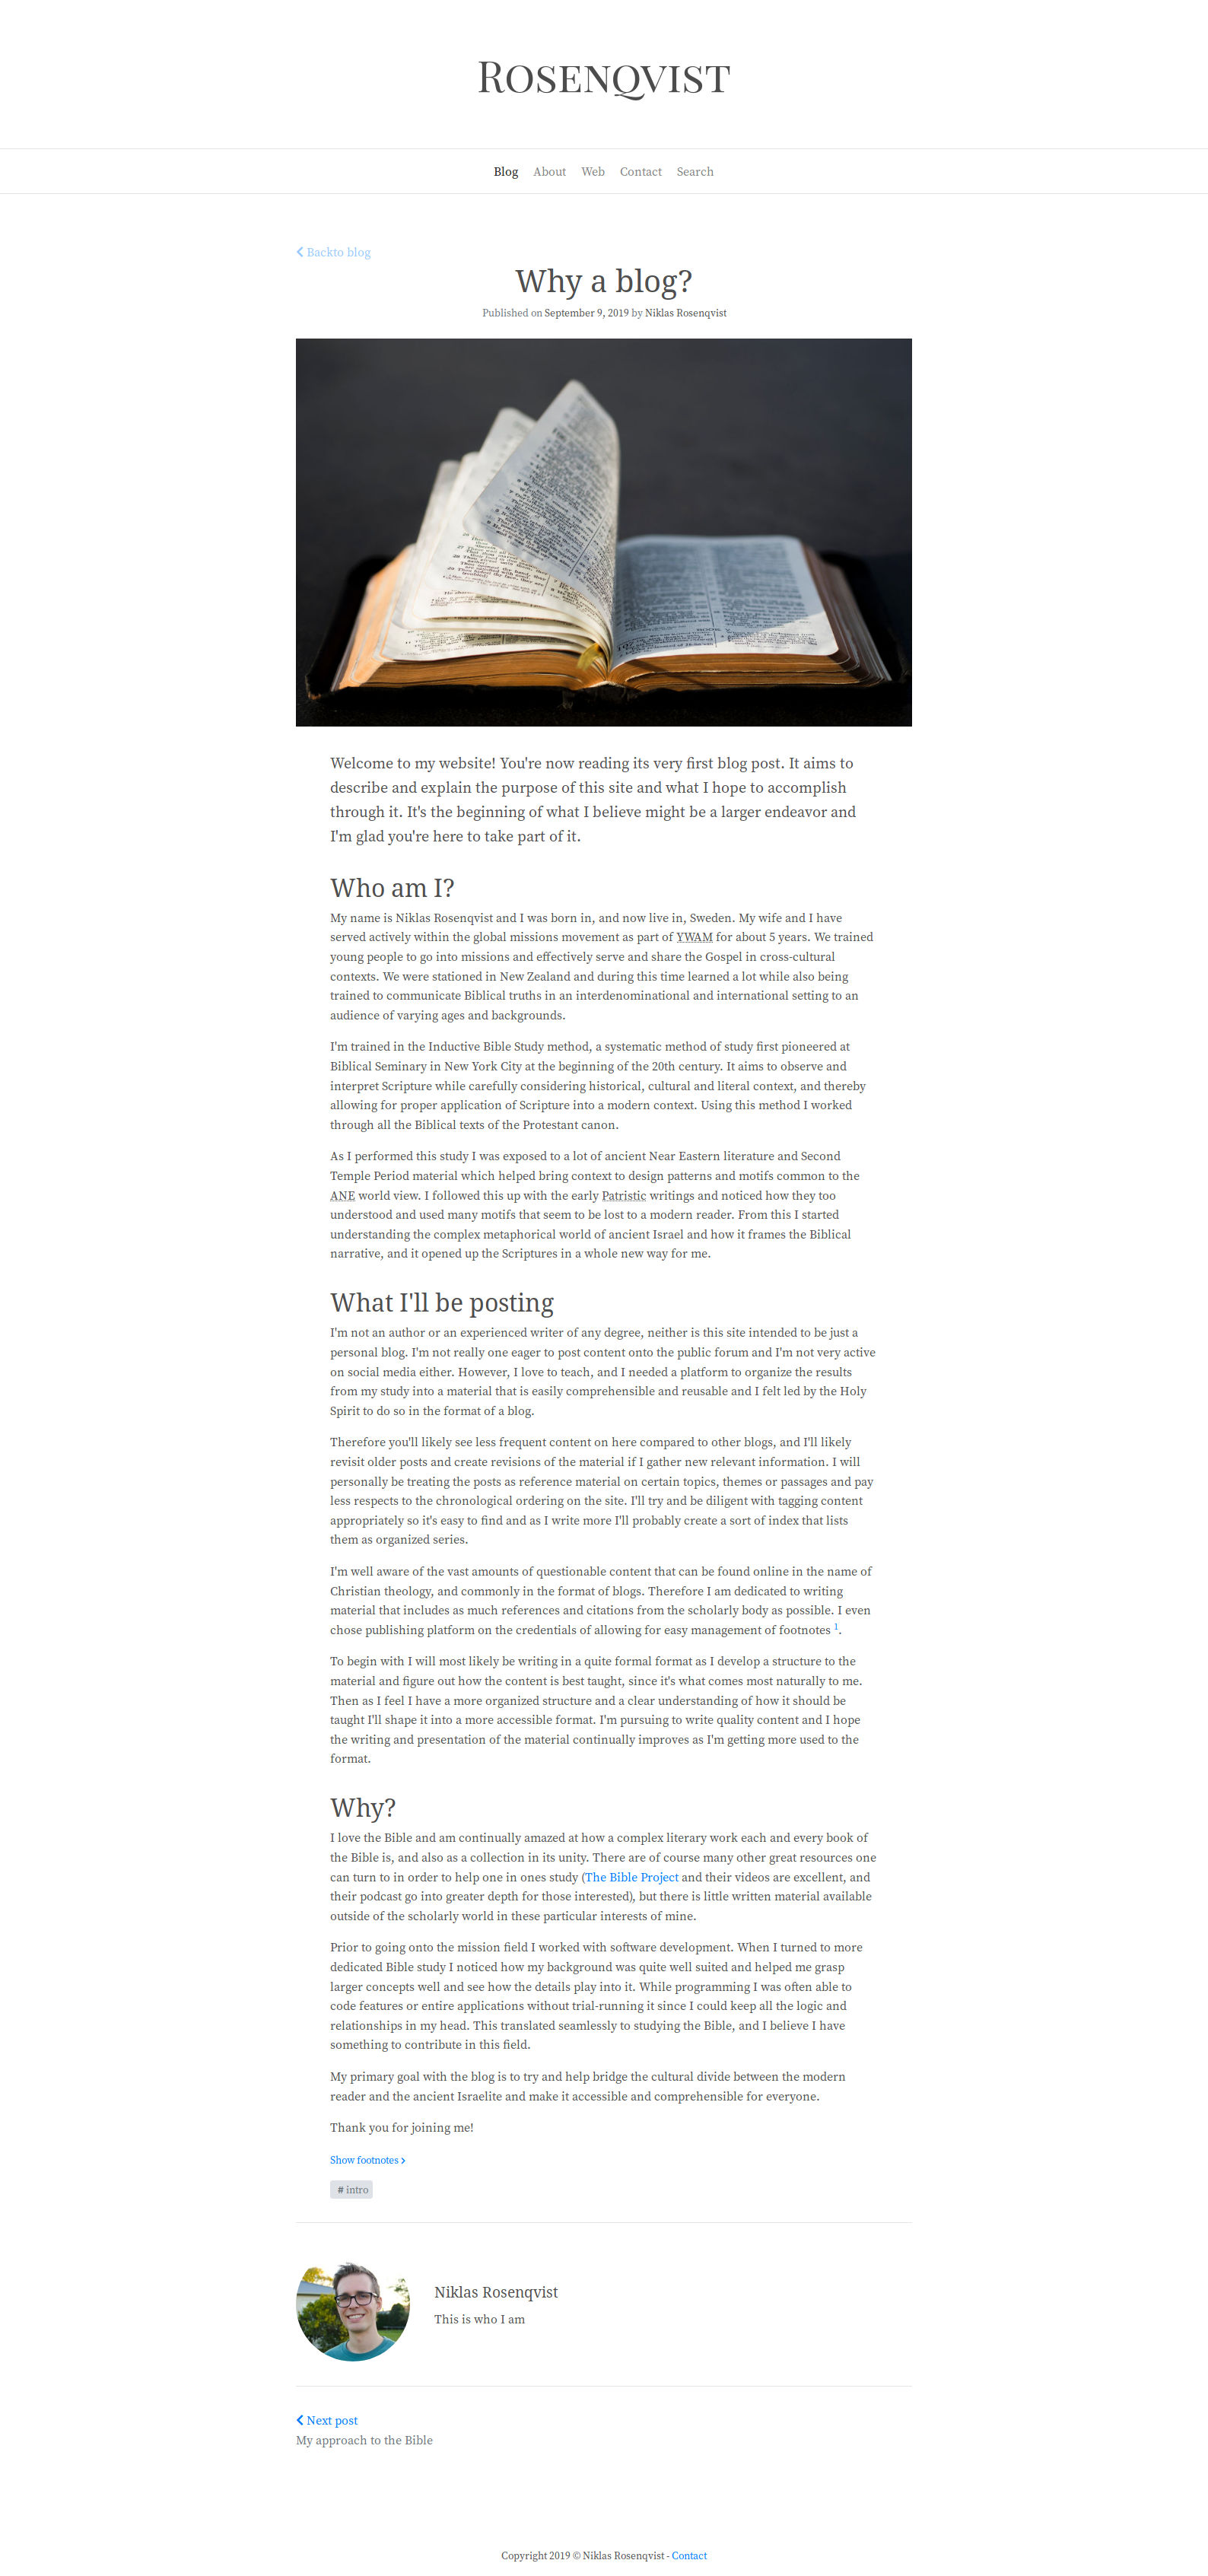 Rosenqvist
Blog About Web Contact Search
Backto blog
Why a blog?
Published on September 9, 2019 by Niklas Rosenqvist
Welcome to my website! You're now reading its very first blog post. It aims to
describe and explain the purpose of this site and what I hope to accomplish
through it. It's the beginning of what I believe might be a larger endeavor and
I'm glad you're here to take part of it.
Who am I?
My name is Niklas Rosenqvist and I was born in, and now live in, Sweden. My wife and I have
served actively within the global missions movement as part of YWAM for about 5 years. We trained
young people to go into missions and effectively serve and share the Gospel in cross-cultural
contexts. We were stationed in New Zealand and during this time learned a lot while also being
trained to communicate Biblical truths in an interdenominational and international setting to an
audience of varying ages and backgrounds.
I'm trained in the Inductive Bible Study method, a systematic method of study first pioneered at
Biblical Seminary in New York City at the beginning of the 20th century. It aims to observe and
interpret Scripture while carefully considering historical, cultural and literal context, and thereby
allowing for proper application of Scripture into a modern context. Using this method I worked
through all the Biblical texts of the Protestant canon.
As I performed this study I was exposed to a lot of ancient Near Eastern literature and Second
Temple Period material which helped bring context to design patterns and motifs common to the
ANE world view. I followed this up with the early Patristic writings and noticed how they too
understood and used many motifs that seem to be lost to a modern reader. From this I started
understanding the complex metaphorical world of ancient Israel and how it frames the Biblical
narrative, and it opened up the Scriptures in a whole new way for me.
What I'll be posting
I'm not an author or an experienced writer of any degree, neither is this site intended to be just a
personal blog. I'm not really one eager to post content onto the public forum and I'm not very active
on social media either. However, I love to teach, and I needed a platform to organize the results
from my study into a material that is easily comprehensible and reusable and I felt led by the Holy
Spirit to do so in the format of a blog.
Therefore you'll likely see less frequent content on here compared to other blogs, and I'll likely
revisit older posts and create revisions of the material if I gather new relevant information. I will
personally be treating the posts as reference material on certain topics, themes or passages and pay
less respects to the chronological ordering on the site. I'll try and be diligent with tagging content
appropriately so it's easy to find and as I write more I'll probably create a sort of index that lists
them as organized series.
I'm well aware of the vast amounts of questionable content that can be found online in the name of
Christian theology, and commonly in the format of blogs. Therefore I am dedicated to writing
material that includes as much references and citations from the scholarly body as possible. I even
chose publishing platform on the credentials of allowing for easy management of footnotes 1.
To begin with I will most likely be writing in a quite formal format as I develop a structure to the
material and figure out how the content is best taught, since it's what comes most naturally to me.
Then as I feel I have a more organized structure and a clear understanding of how it should be
taught I'll shape it into a more accessible format. I'm pursuing to write quality content and I hope
the writing and presentation of the material continually improves as I'm getting more used to the
format.
Why?
I love the Bible and am continually amazed at how a complex literary work each and every book of
the Bible is, and also as a collection in its unity. There are of course many other great resources one
can turn to in order to help one in ones study (The Bible Project and their videos are excellent, and
their podcast go into greater depth for those interested), but there is little written material available
outside of the scholarly world in these particular interests of mine.
Prior to going onto the mission field I worked with software development. When I turned to more
dedicated Bible study I noticed how my background was quite well suited and helped me grasp
larger concepts well and see how the details play into it. While programming I was often able to
code features or entire applications without trial-running it since I could keep all the logic and
relationships in my head. This translated seamlessly to studying the Bible, and I believe I have
something to contribute in this field.
My primary goal with the blog is to try and help bridge the cultural divide between the modern
reader and the ancient Israelite and make it accessible and comprehensible for everyone.
Thank you for joining me!
Show footnotes
# intro
Niklas Rosenqvist
This is who I am
Next post
My approach to the Bible
Copyright 2019 © Niklas Rosenqvist - Contact